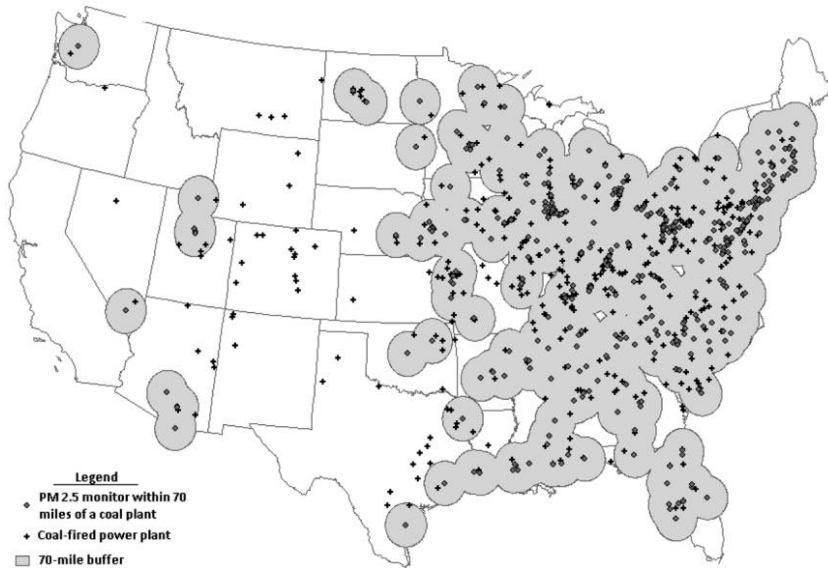 Legend
PM 2.5 monitor within 70
miles of a coal plant
Coal-fired power plant
70-mile buffer